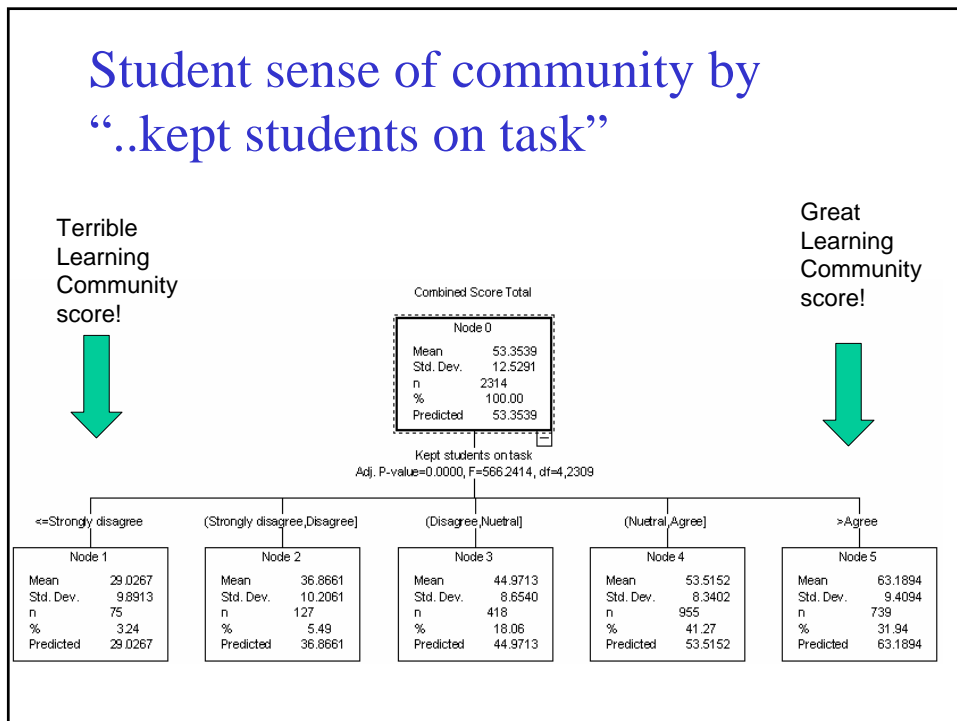 Student sense of community by
“..kept students on task”
Terrible
Learning
Community
score!
Great
Learning
Community
score!
Combined Score Total
Node 0
Mean 53.3539
Std. Dev. 12.5291
n 2314
% 100.00
Predicted 53.3539
Kept students on task
Adj. P-value=0.0000, F=566.2414, df=4,2309
<=Strongly disagree
Node 1
Mean 29.0267
Std. Dev. 9.8913
n 75
% 3.24
Predicted 29.0267
(Strongly disagree,Disagree]
Node 2
Mean 36.8661
Std. Dev. 10.2061
n 127
% 5.49
Predicted 36.8661
(Disagree,Nuetral]
Node 3
Mean 44.9713
Std. Dev. 8.6540
n 418
% 18.06
Predicted 44.9713
(Nuetral,Agree]
Node 4
Mean 53.5152
Std. Dev. 8.3402
n 955
% 41.27
Predicted 53.5152
>Agree
Node 5
Mean 63.1894
Std. Dev. 9.4094
n 739
% 31.94
Predicted 63.1894